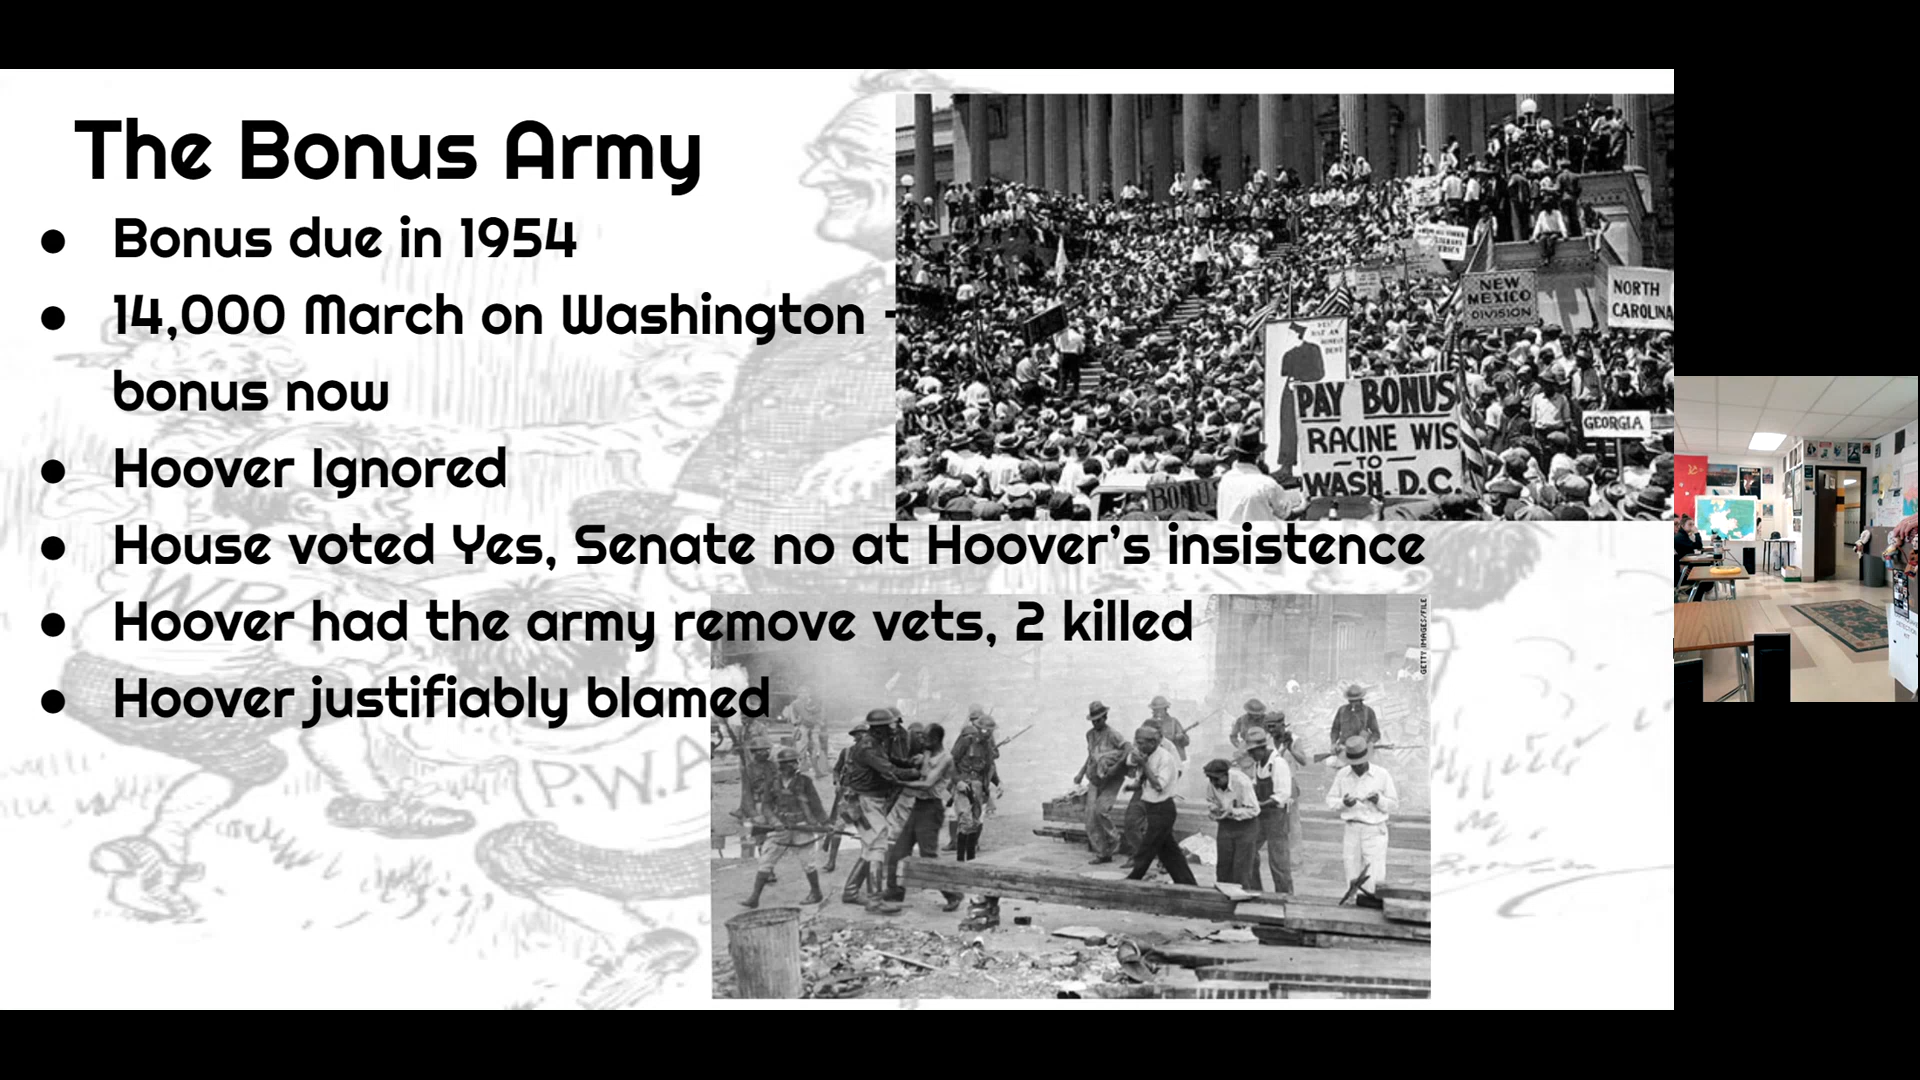 The Bonus Army
● Bonus due in 1954
● 14,000 March on Washington -
bonus now
● Hoover Ignored
● House voted Yes, Senate no at Hoover's insistence
● Hoover had the army remove vets, 2 killed
● Hoover justifiably blamed
NEW
MEXICO
DIVISION
NORTH
CAROLINA
GEORGIA
PAY BONUS
RACINE WIS.
TO
WASH. D.C.
BONUS
GETTY IMAGES/FILE
P.W.A